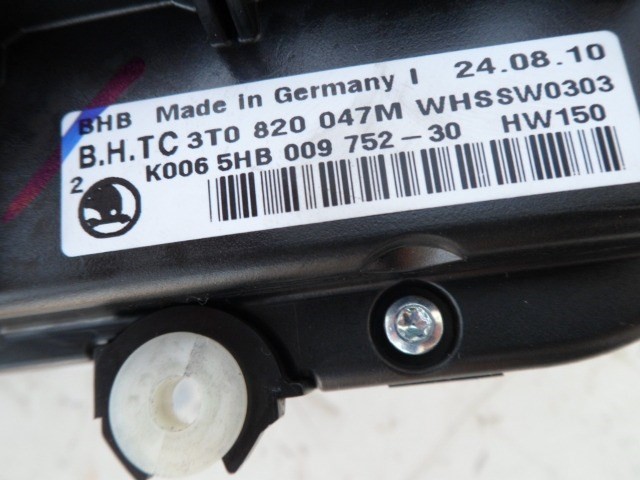 BHB Made in Germany I 24.08.10
B.H.TC 3T0 820 047M WHSSW0303
2 K006 5HB 009 752-30 HW150